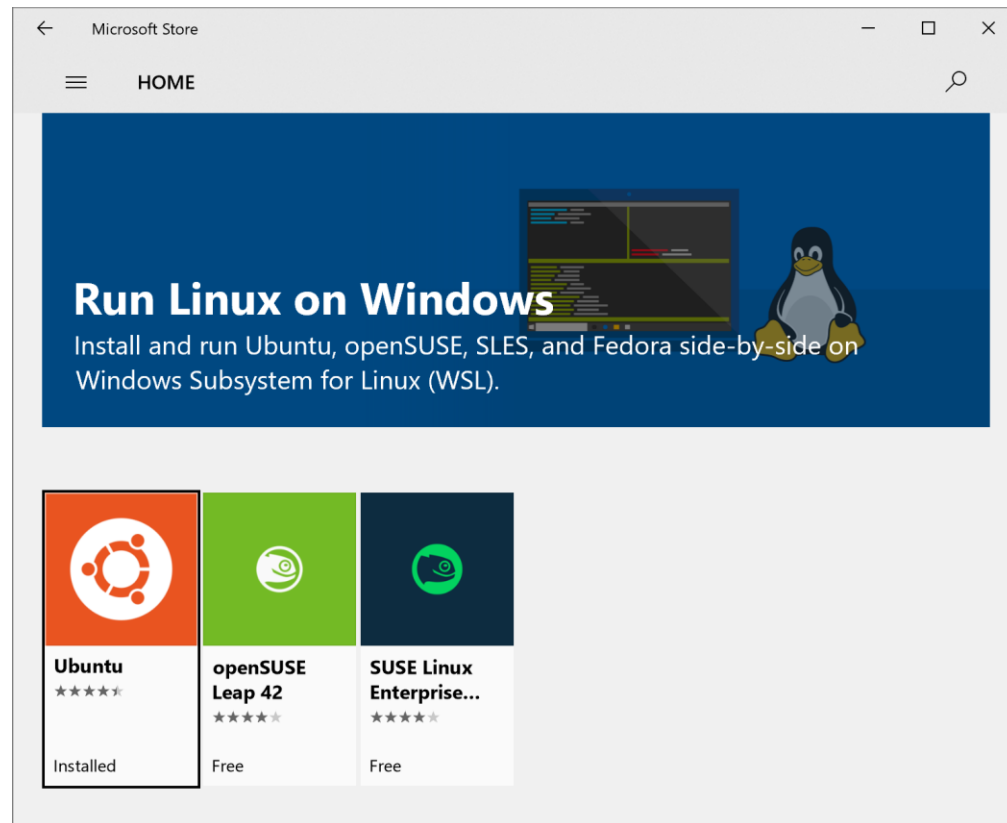 Microsoft Store
HOME
Run Linux on Windows
Install and run Ubuntu, openSUSE, SLES, and Fedora side-by-side on
Windows Subsystem for Linux (WSL).
Ubuntu
Installed
openSUSE
Leap 42
Free
SUSE Linux
Enterprise...
Free